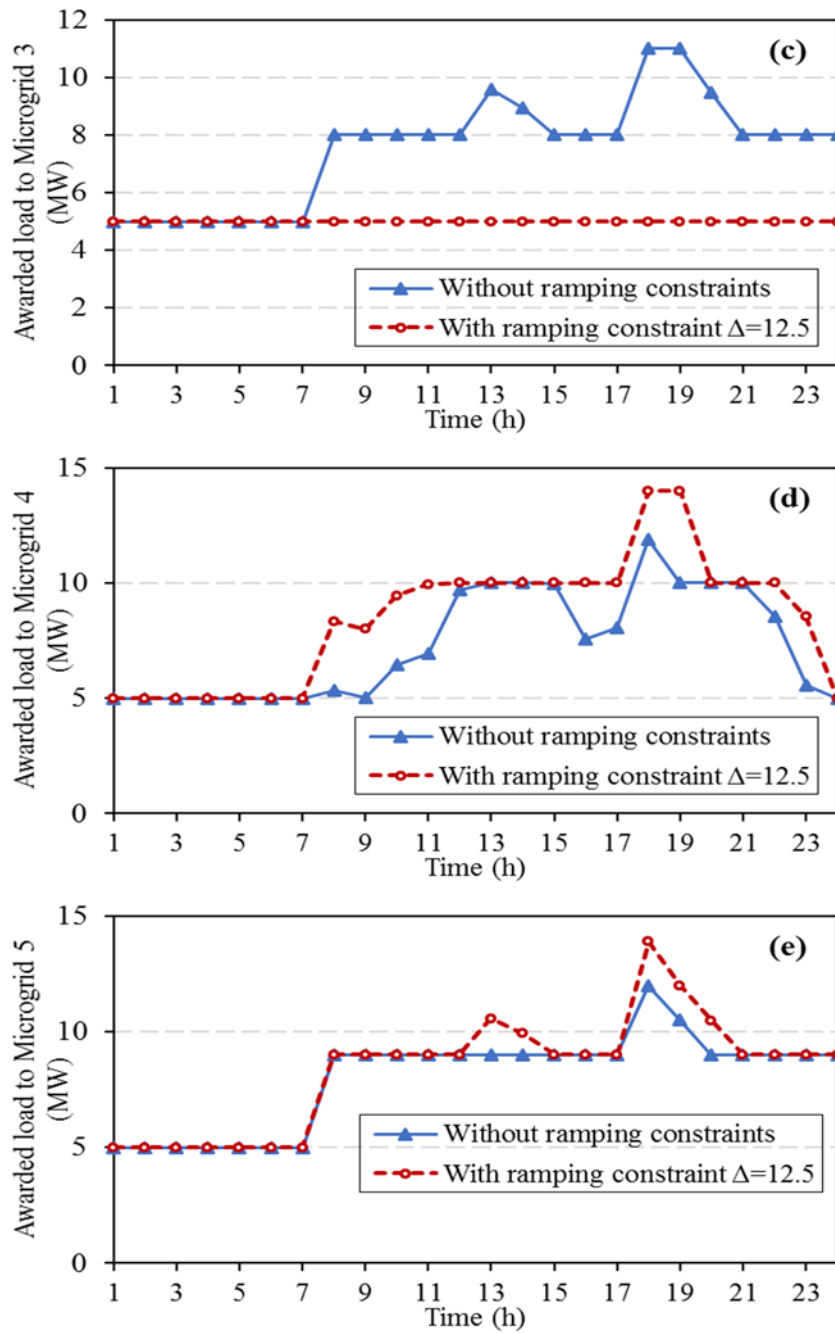 12
10
8
6
4
2
0
Awarded load to Microgrid 3
(MW)
(c)
Without ramping constraints
With ramping constraint Δ=12.5
1 3 5 7 9 11 13 15 17 19 21 23
Time (h)
15
10
5
0
Awarded load to Microgrid 4
(MW)
(d)
Without ramping constraints
With ramping constraint Δ=12.5
1 3 5 7 9 11 13 15 17 19 21 23
Time (h)
15
10
5
0
Awarded load to Microgrid 5
(MW)
(e)
Without ramping constraints
With ramping constraint Δ=12.5
1 3 5 7 9 11 13 15 17 19 21 23
Time (h)